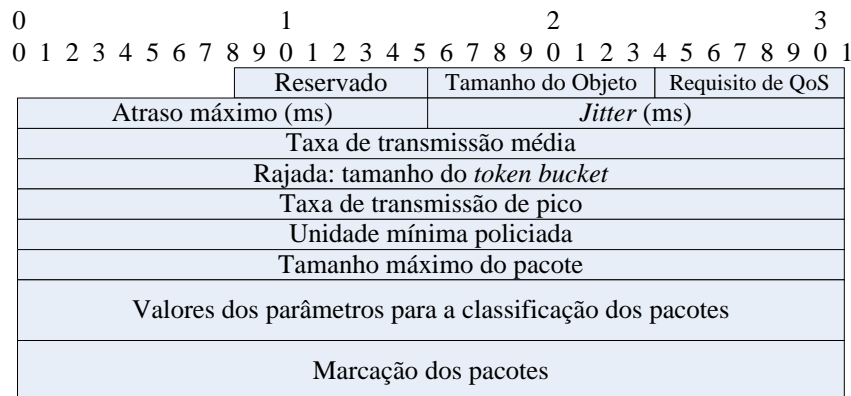 0 1 2 3
0 1 2 3 4 5 6 7 8 9 0 1 2 3 4 5 6 7 8 9 0 1 2 3 4 5 6 7 8 9 0 1
Reservado Tamanho do Objeto Requisito de QoS
Atraso máximo (ms) Jitter (ms)
Taxa de transmissão média
Rajada: tamanho do token bucket
Taxa de transmissão de pico
Unidade mínima policiada
Tamanho máximo do pacote
Valores dos parâmetros para a classificação dos pacotes
Marcação dos pacotes